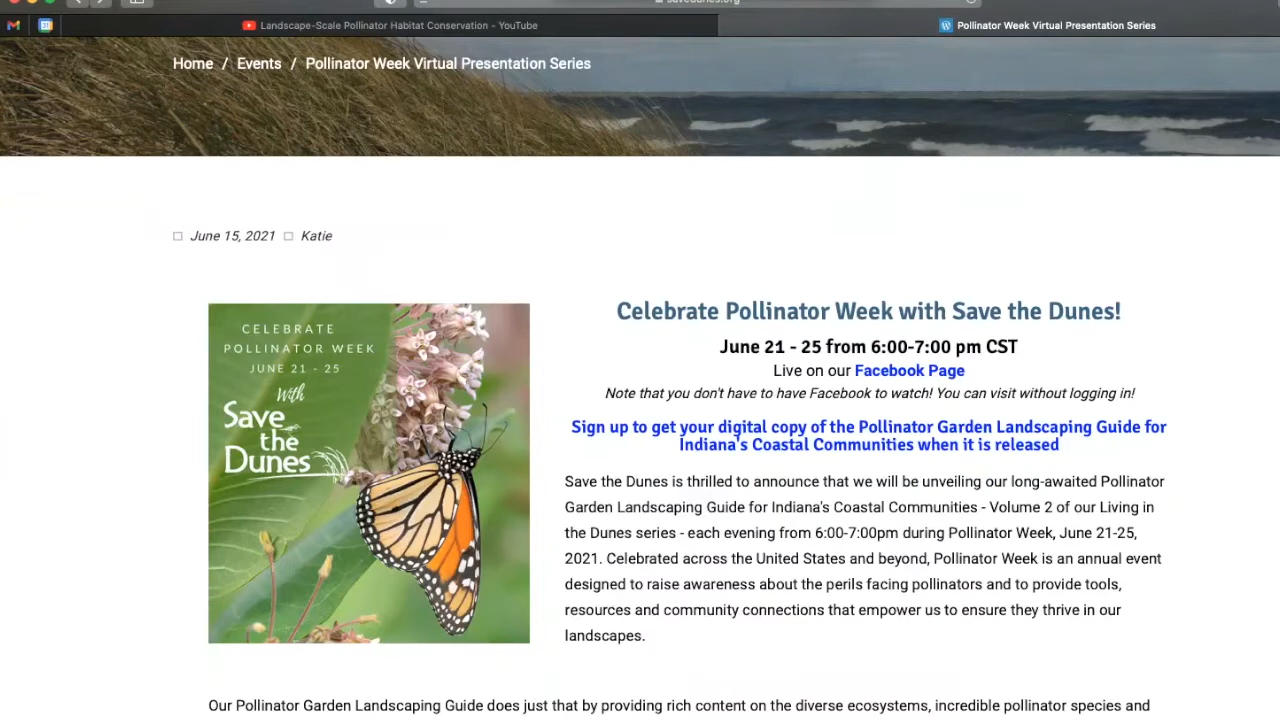 Landscape-Scale Pollinator Habitat Conservation - YouTube
Pollinator Week Virtual Presentation Series
Home / Events / Pollinator Week Virtual Presentation Series
June 15, 2021 Katie
CELEBRATE
POLLINATOR WEEK
JUNE 21 - 25
With
Save
the
Dunes
Celebrate Pollinator Week with Save the Dunes!
June 21 - 25 from 6:00-7:00 pm CST
Live on our Facebook Page
Note that you don't have to have Facebook to watch! You can visit without logging in!
Sign up to get your digital copy of the Pollinator Garden Landscaping Guide for
Indiana's Coastal Communities when it is released
Save the Dunes is thrilled to announce that we will be unveiling our long-awaited Pollinator
Garden Landscaping Guide for Indiana's Coastal Communities - Volume 2 of our Living in
the Dunes series - each evening from 6:00-7:00pm during Pollinator Week, June 21-25,
2021. Celebrated across the United States and beyond, Pollinator Week is an annual event
designed to raise awareness about the perils facing pollinators and to provide tools,
resources and community connections that empower us to ensure they thrive in our
landscapes.
Our Pollinator Garden Landscaping Guide does just that by providing rich content on the diverse ecosystems, incredible pollinator species and